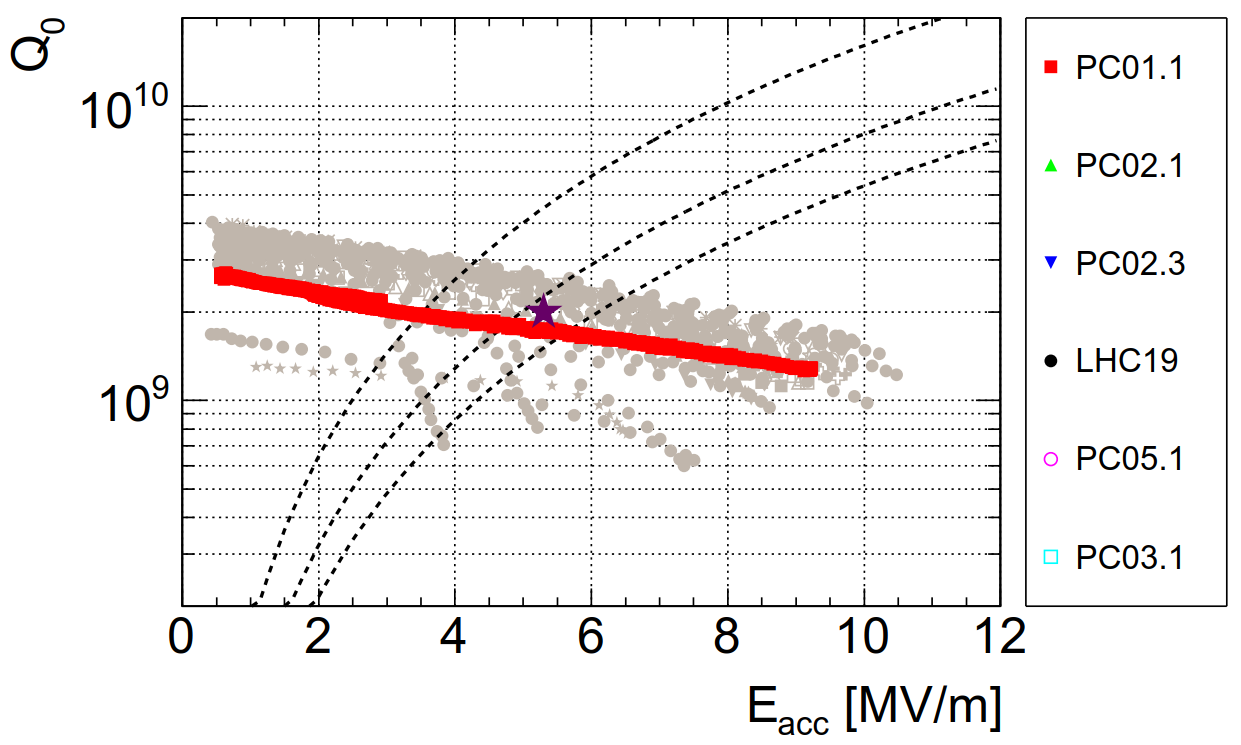 Q0
10^10
10^9
0 2 4 6 8 10 12
Eacc [MV/m]
PC01.1
PC02.1
PC02.3
LHC19
PC05.1
PC03.1